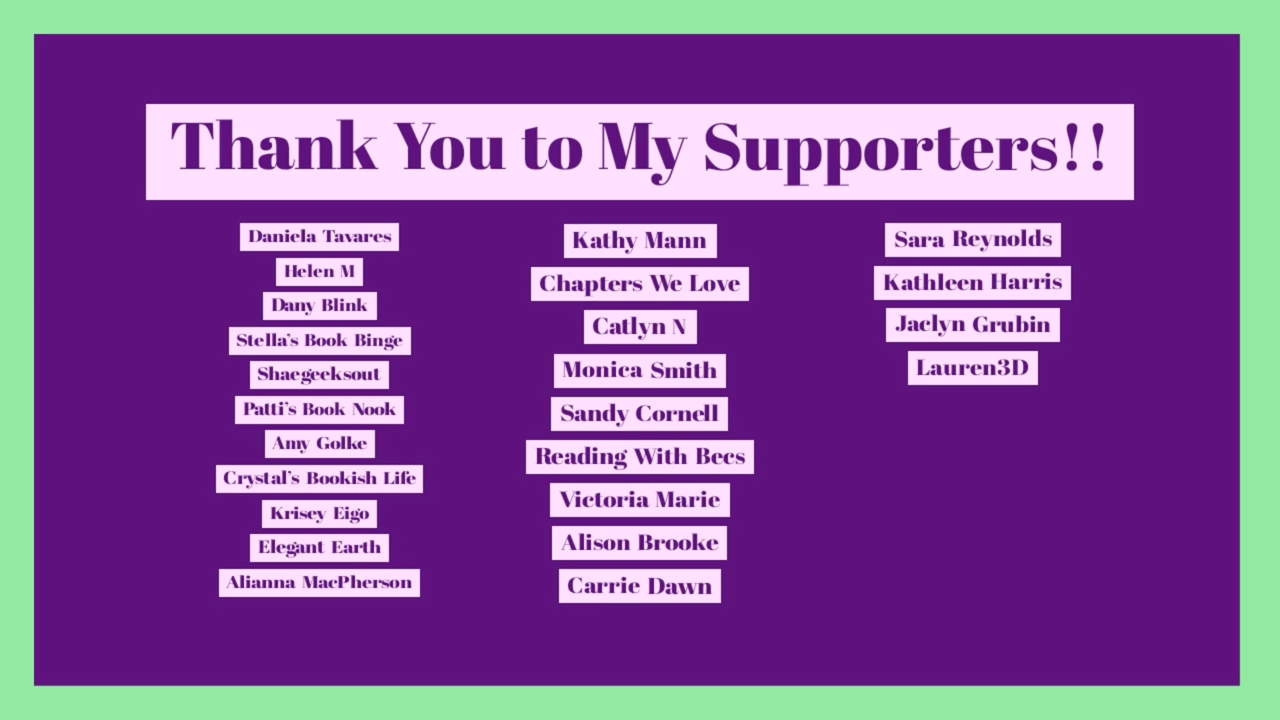 Thank You to My Supporters!!
Daniela Tavares
Helen M
Dany Blink
Stella's Book Binge
Shaegeeksout
Patti's Book Nook
Amy Golke
Crystal's Bookish Life
Krisey Eigo
Elegant Earth
Alianna MacPherson
Kathy Mann
Chapters We Love
Catlyn N
Monica Smith
Sandy Cornell
Reading With Becs
Victoria Marie
Alison Brooke
Carrie Dawn
Sara Reynolds
Kathleen Harris
Jaclyn Grubin
Lauren3D